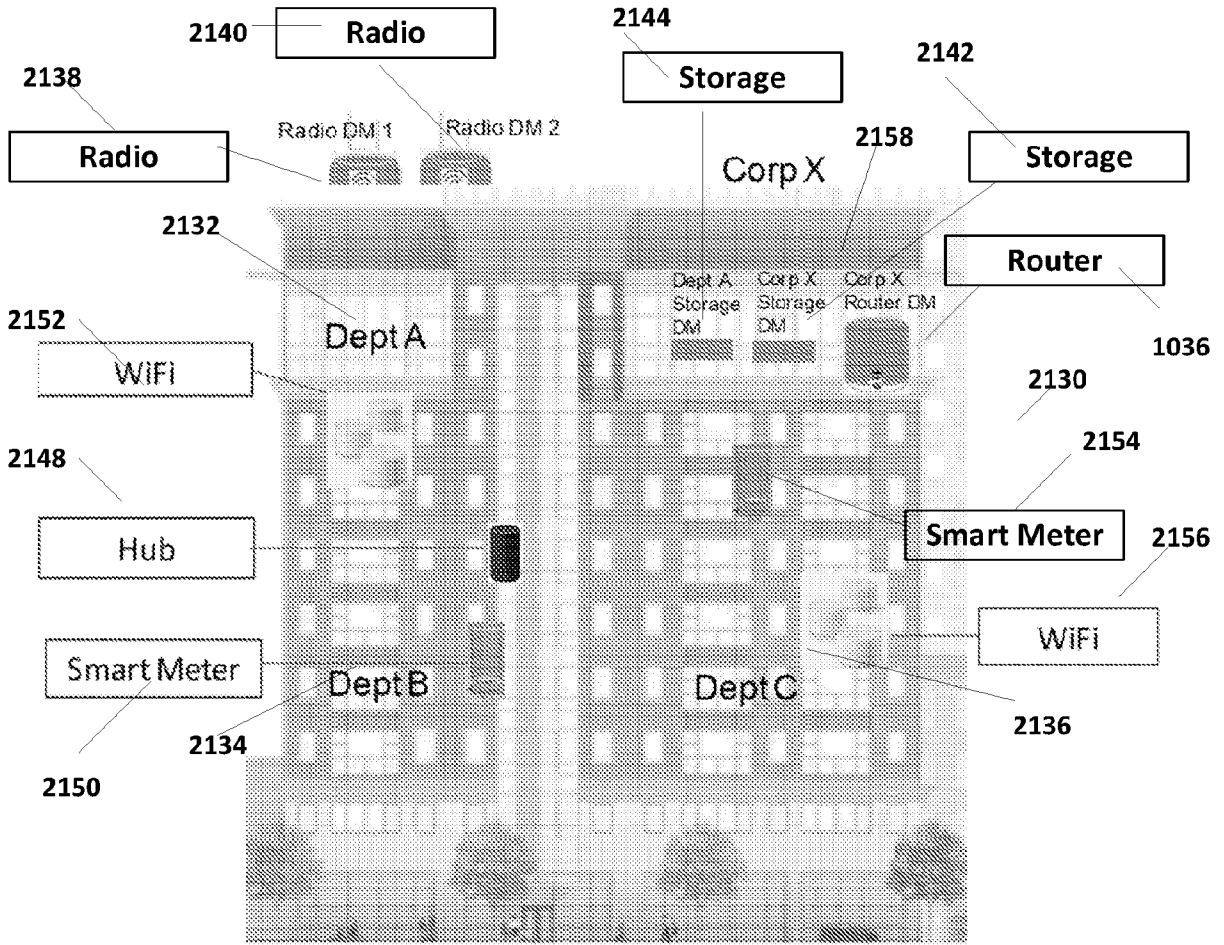 2140
Radio
2144
Storage
2142
Storage
2138
Radio
Radio DM 1
Radio DM 2
Corp X
2158
2132
Router
1036
Dept A
Storage
DM
Corp X
Storage
DM
Corp X
Router DM
Dept A
2152
WiFi
2130
2148
2154
Hub
Smart Meter
2156
WiFi
Smart Meter
Dept B
Dept C
2134
2136
2150